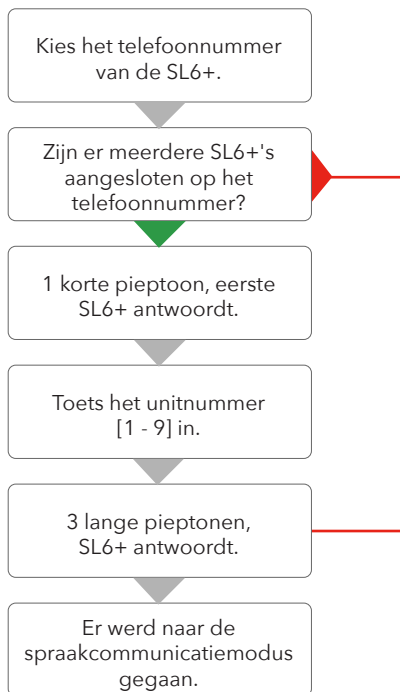 Kies het telefoonnummer
van de SL6+.
Zijn er meerdere SL6+'s
aangesloten op het
telefoonnummer?
1 korte pieptoon, eerste
SL6+ antwoordt.
Toets het unitnummer
[1 - 9] in.
3 lange pieptonen,
SL6+ antwoordt.
Er werd naar de
spraakcommunicatiemodus
gegaan.